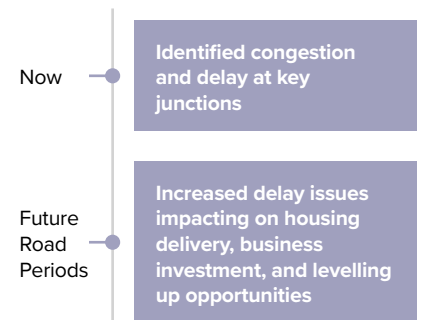 Now
Identified congestion
and delay at key
junctions
Future
Road
Periods
Increased delay issues
impacting on housing
delivery, business
investment, and levelling
up opportunities